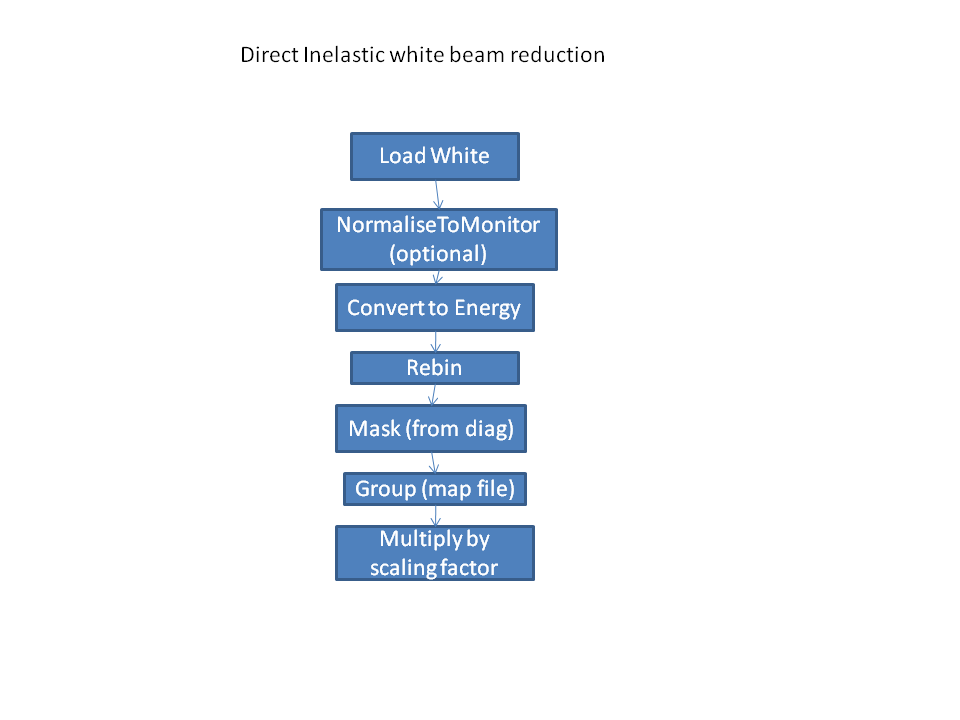 Direct Inelastic white beam reduction
Load White
NormaliseToMonitor
(optional)
Convert to Energy
Rebin
Mask (from diag)
Group (map file)
Multiply by
scaling factor